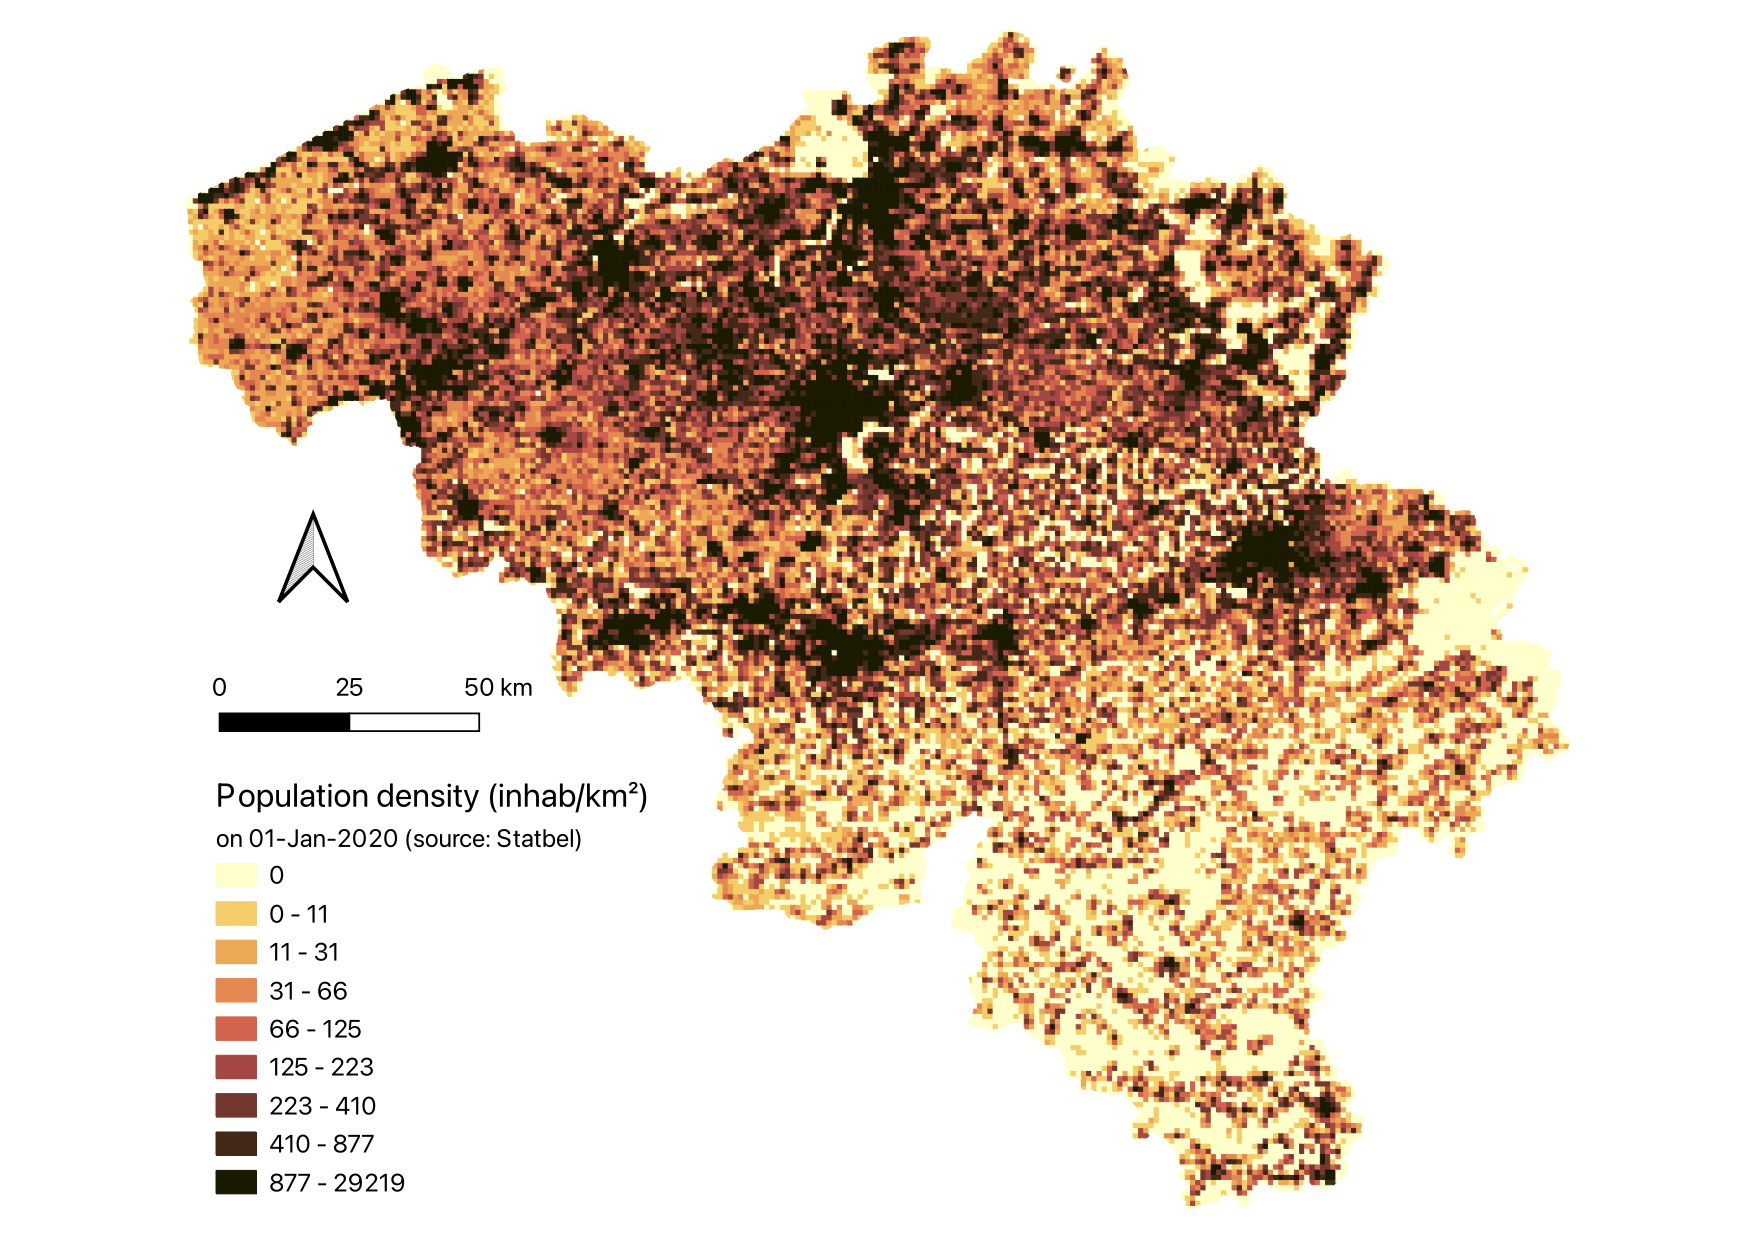 0 25 50 km
Population density (inhab/km²)
on 01-Jan-2020 (source: Statbel)
0
0 - 11
11 - 31
31 - 66
66 - 125
125 - 223
223 - 410
410 - 877
877 - 29219